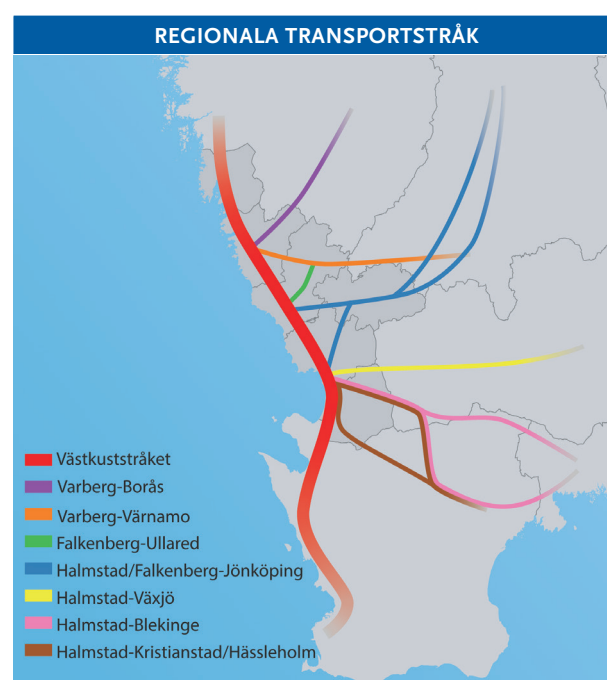 REGIONALA TRANSPORTSTRÅK
Västkuststråket
Varberg-Borås
Varberg-Värnamo
Falkenberg-Ullared
Halmstad/Falkenberg-Jönköping
Halmstad-Växjö
Halmstad-Blekinge
Halmstad-Kristianstad/Hässleholm